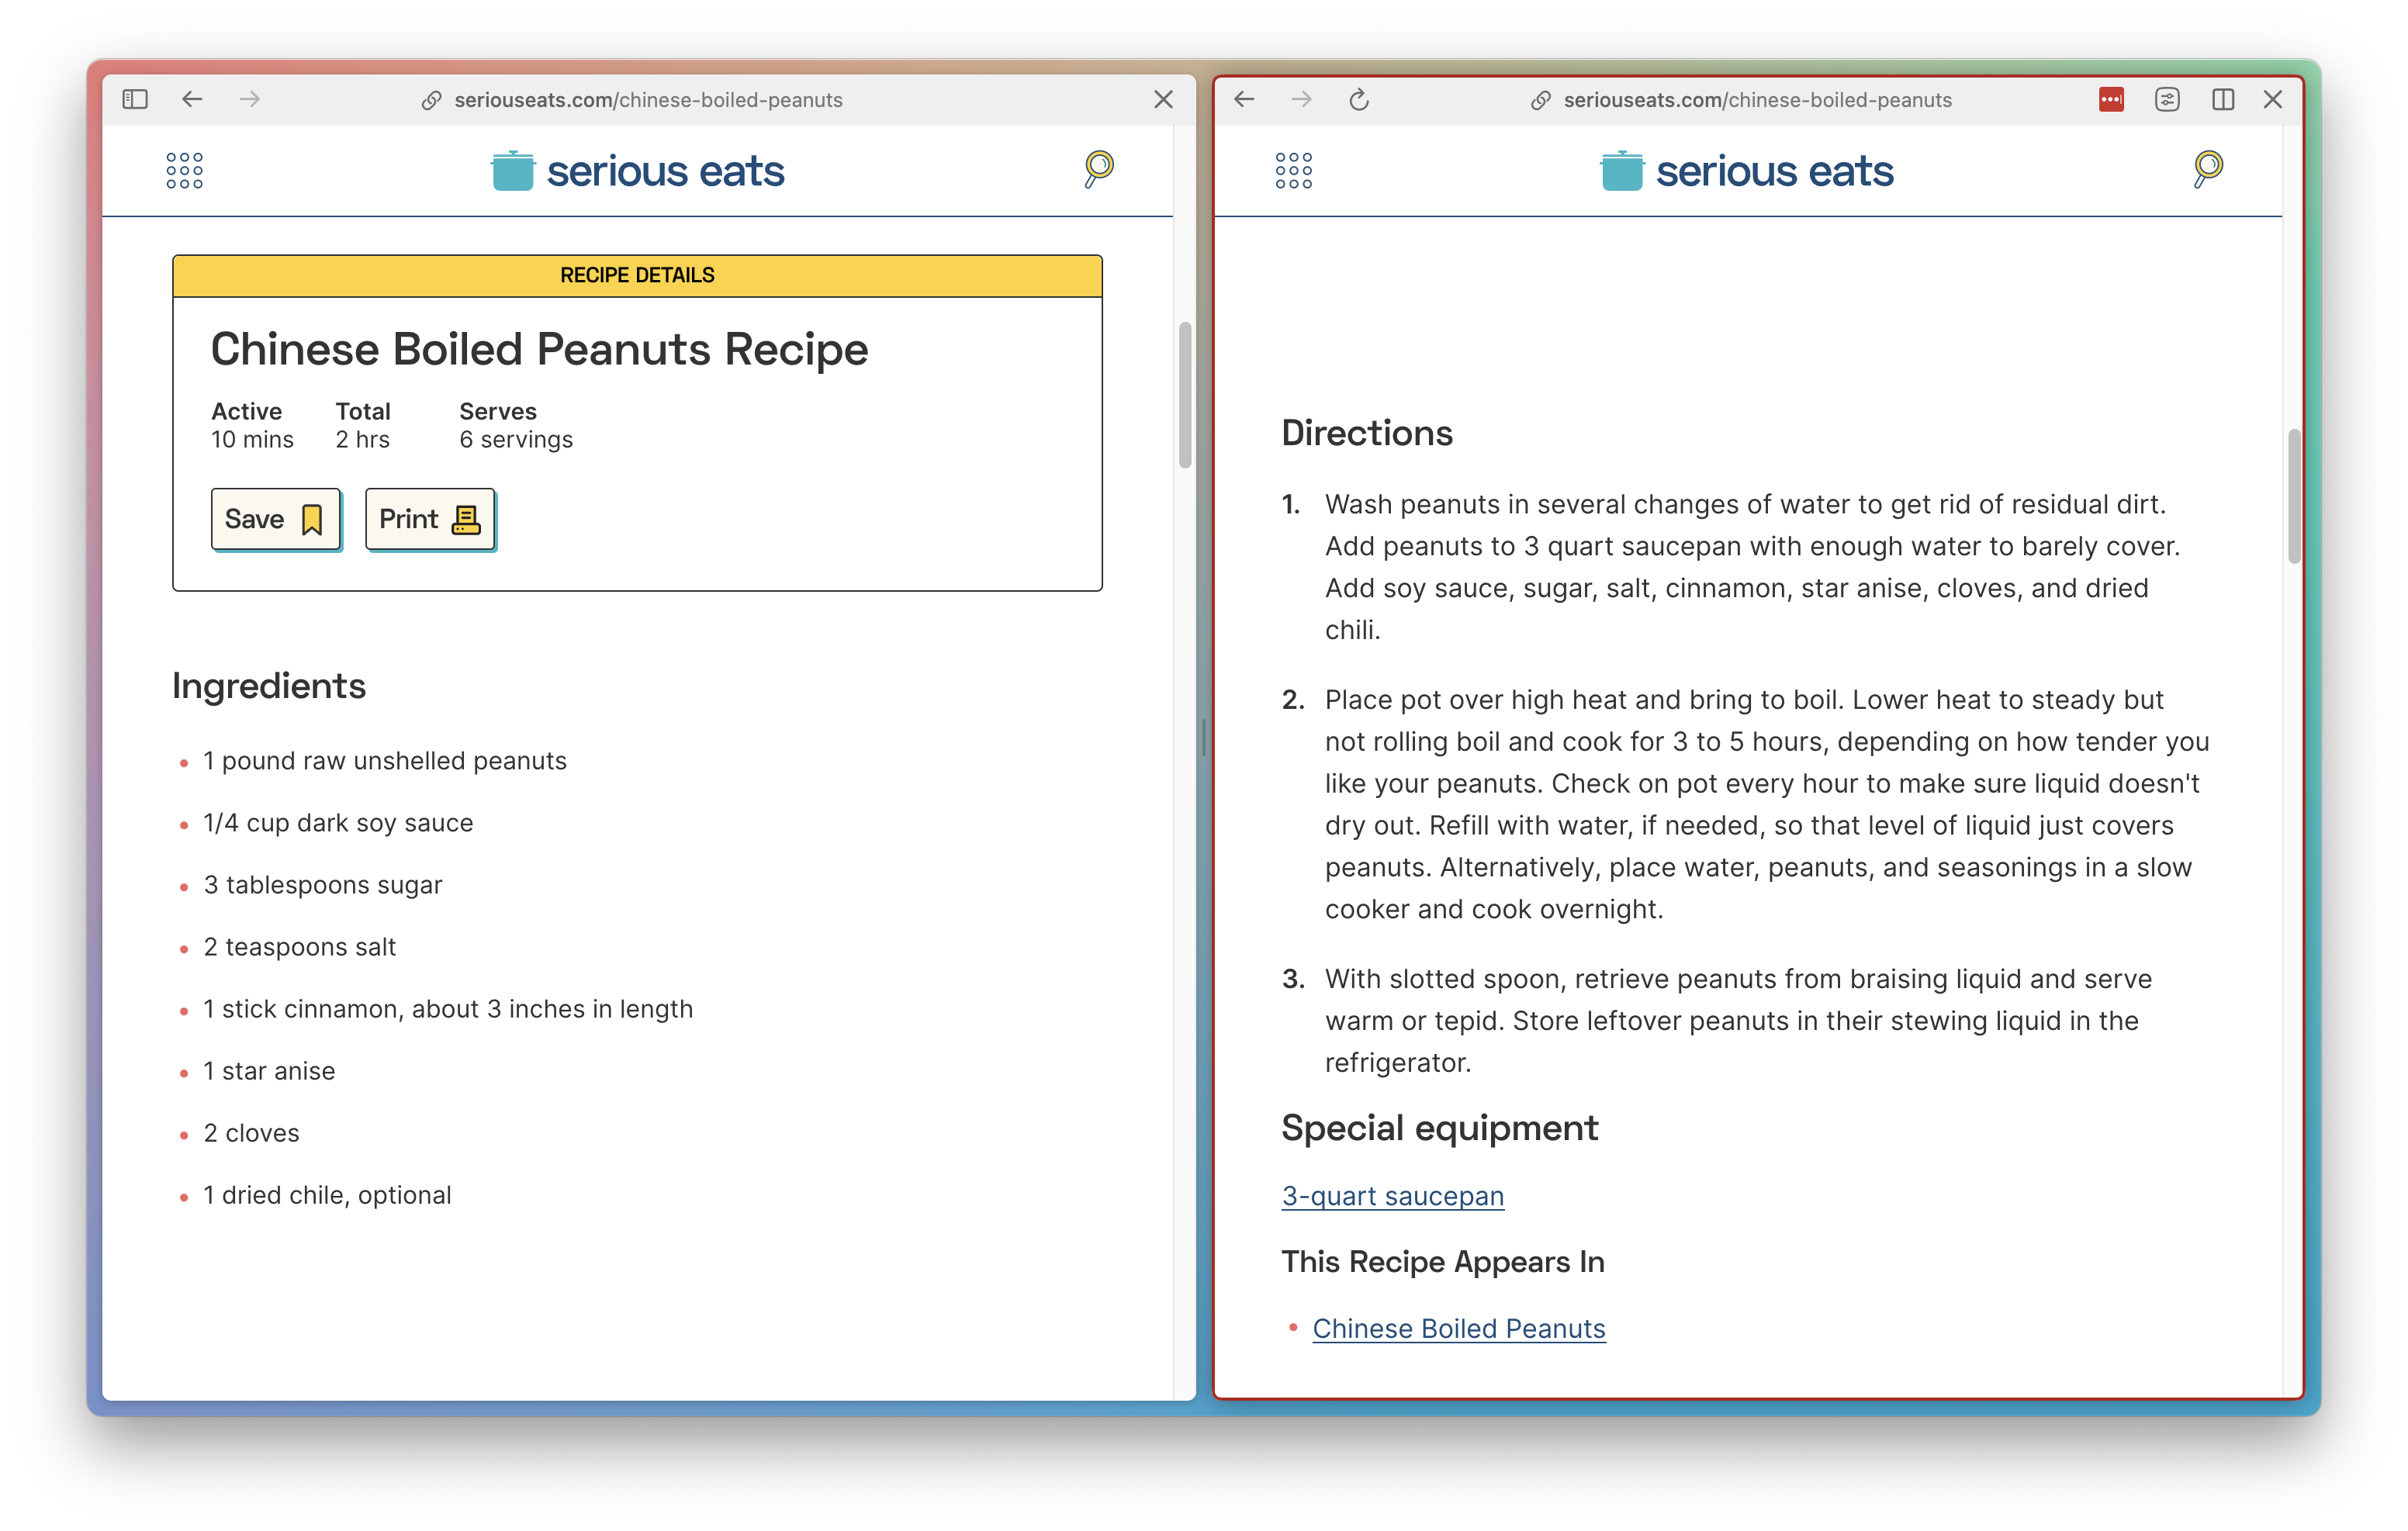 seriouseats.com/chinese-boiled-peanuts
serious eats
RECIPE DETAILS
Chinese Boiled Peanuts Recipe
Active
10 mins
Total
2 hrs
Serves
6 servings
Save
Print
Ingredients
1 pound raw unshelled peanuts
1/4 cup dark soy sauce
3 tablespoons sugar
2 teaspoons salt
1 stick cinnamon, about 3 inches in length
1 star anise
2 cloves
1 dried chile, optional
seriouseats.com/chinese-boiled-peanuts
serious eats
Directions
1. Wash peanuts in several changes of water to get rid of residual dirt.
Add peanuts to 3 quart saucepan with enough water to barely cover.
Add soy sauce, sugar, salt, cinnamon, star anise, cloves, and dried
chili.
2. Place pot over high heat and bring to boil. Lower heat to steady but
not rolling boil and cook for 3 to 5 hours, depending on how tender you
like your peanuts. Check on pot every hour to make sure liquid doesn't
dry out. Refill with water, if needed, so that level of liquid just covers
peanuts. Alternatively, place water, peanuts, and seasonings in a slow
cooker and cook overnight.
3. With slotted spoon, retrieve peanuts from braising liquid and serve
warm or tepid. Store leftover peanuts in their stewing liquid in the
refrigerator.
Special equipment
3-quart saucepan
This Recipe Appears In
Chinese Boiled Peanuts